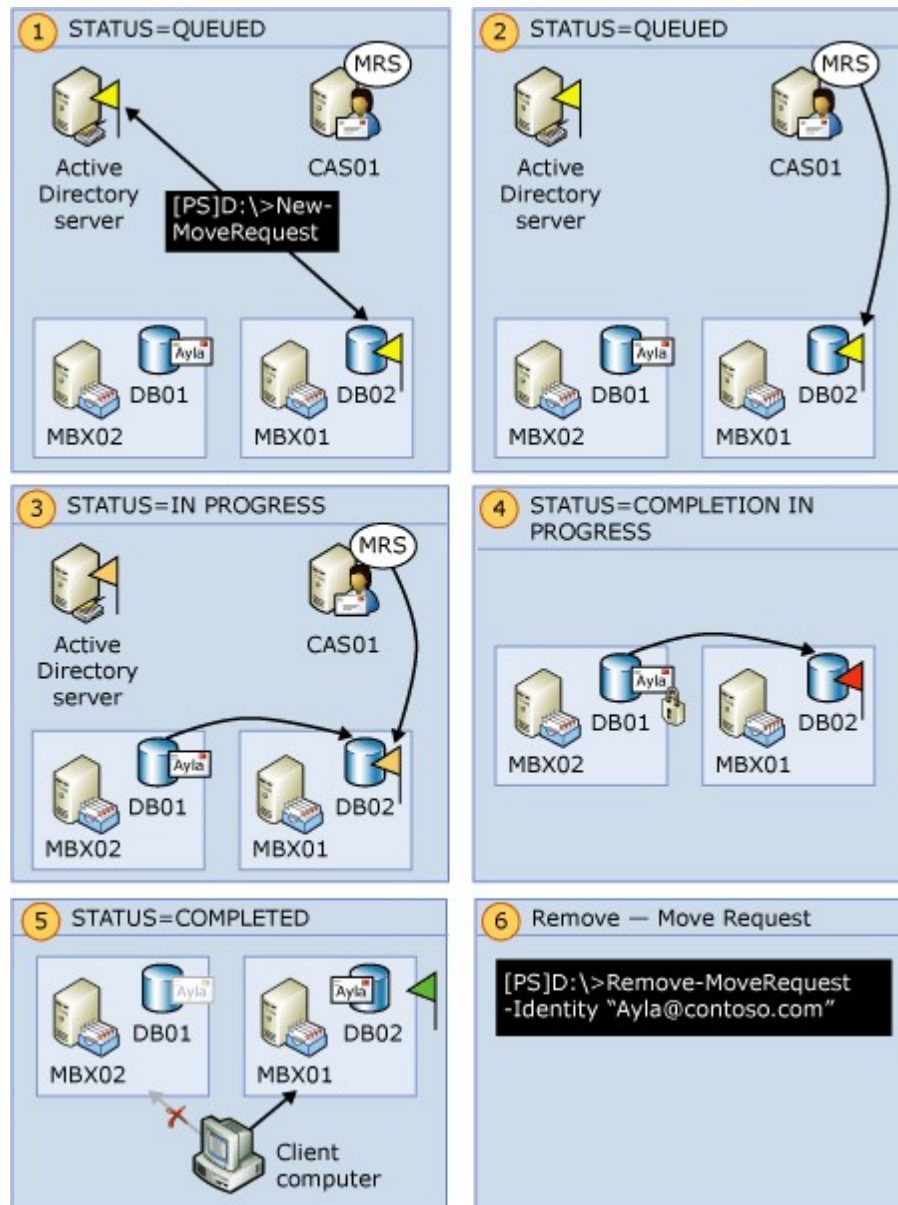 1 STATUS=QUEUED
MRS
Active
Directory
server
CAS01
[PS]D:\>New-
MoveRequest
Ayla
DB01
DB02
MBX02
MBX01
2 STATUS=QUEUED
MRS
Active
Directory
server
CAS01
Ayla
DB01
DB02
MBX02
MBX01
3 STATUS=IN PROGRESS
MRS
Active
Directory
server
CAS01
Ayla
DB01
DB02
MBX02
MBX01
4 STATUS=COMPLETION IN
PROGRESS
Ayla
DB01
DB02
MBX02
MBX01
5 STATUS=COMPLETED
Ayla
Ayla
DB01
DB02
MBX02
MBX01
Client
computer
6 Remove — Move Request
[PS]D:\>Remove-MoveRequest
-Identity “Ayla@contoso.com”